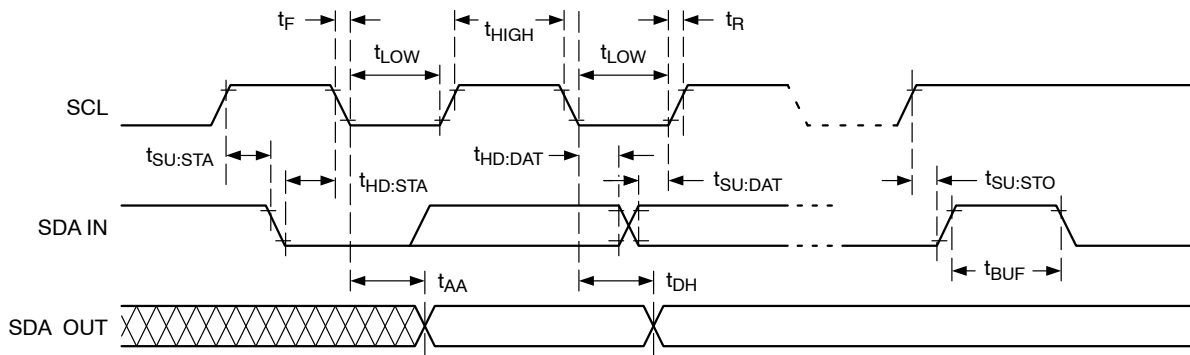 tF
tHIGH
tR
tLOW
tLOW
SCL
tSU:STA
tHD:STA
tHD:DAT
tSU:DAT
tSU:STO
SDA IN
tBUF
tAA
tDH
SDA OUT